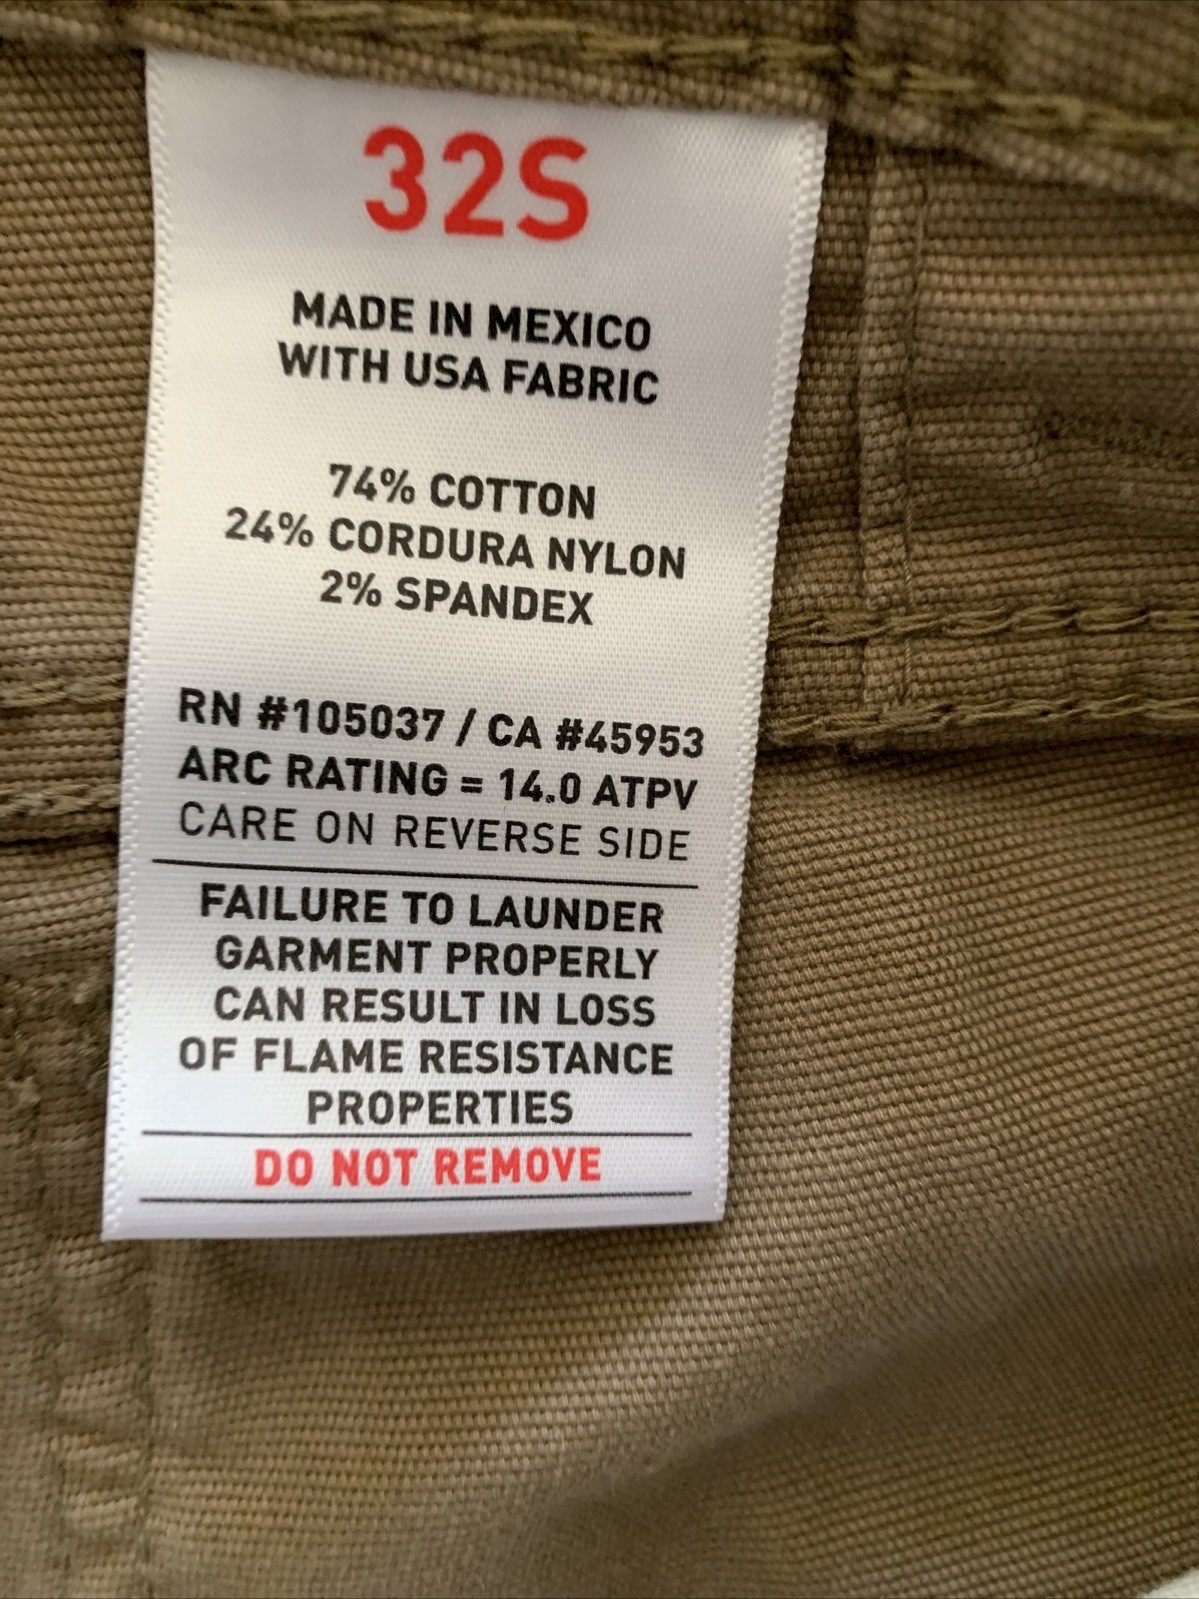 32S
MADE IN MEXICO
WITH USA FABRIC
74% COTTON
24% CORDURA NYLON
2% SPANDEX
RN #105037 / CA #45953
ARC RATING = 14.0 ATPV
CARE ON REVERSE SIDE
FAILURE TO LAUNDER
GARMENT PROPERLY
CAN RESULT IN LOSS
OF FLAME RESISTANCE
PROPERTIES
DO NOT REMOVE